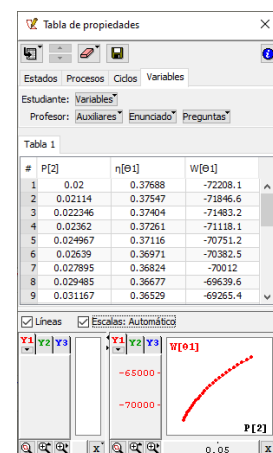 Tabla de propiedades
Estados Procesos Ciclos Variables
Estudiante: Variables
Profesor: Auxiliares Enunciado Preguntas
Tabla 1
# P[2] η[Θ1] W[Θ1]
1 0.02 0.37688 -72208.1
2 0.02114 0.37547 -71846.6
3 0.022346 0.37404 -71483.2
4 0.02362 0.37261 -71118.1
5 0.024967 0.37116 -70751.2
6 0.02639 0.36971 -70382.5
7 0.027895 0.36824 -70012
8 0.029485 0.36677 -69639.6
9 0.031167 0.36529 -69265.4
Líneas Escalas: Automático
Y1 Y2 Y3 Y1 Y2 Y3 W[Θ1]
-65000
-70000
P[2]
x 0.05 x